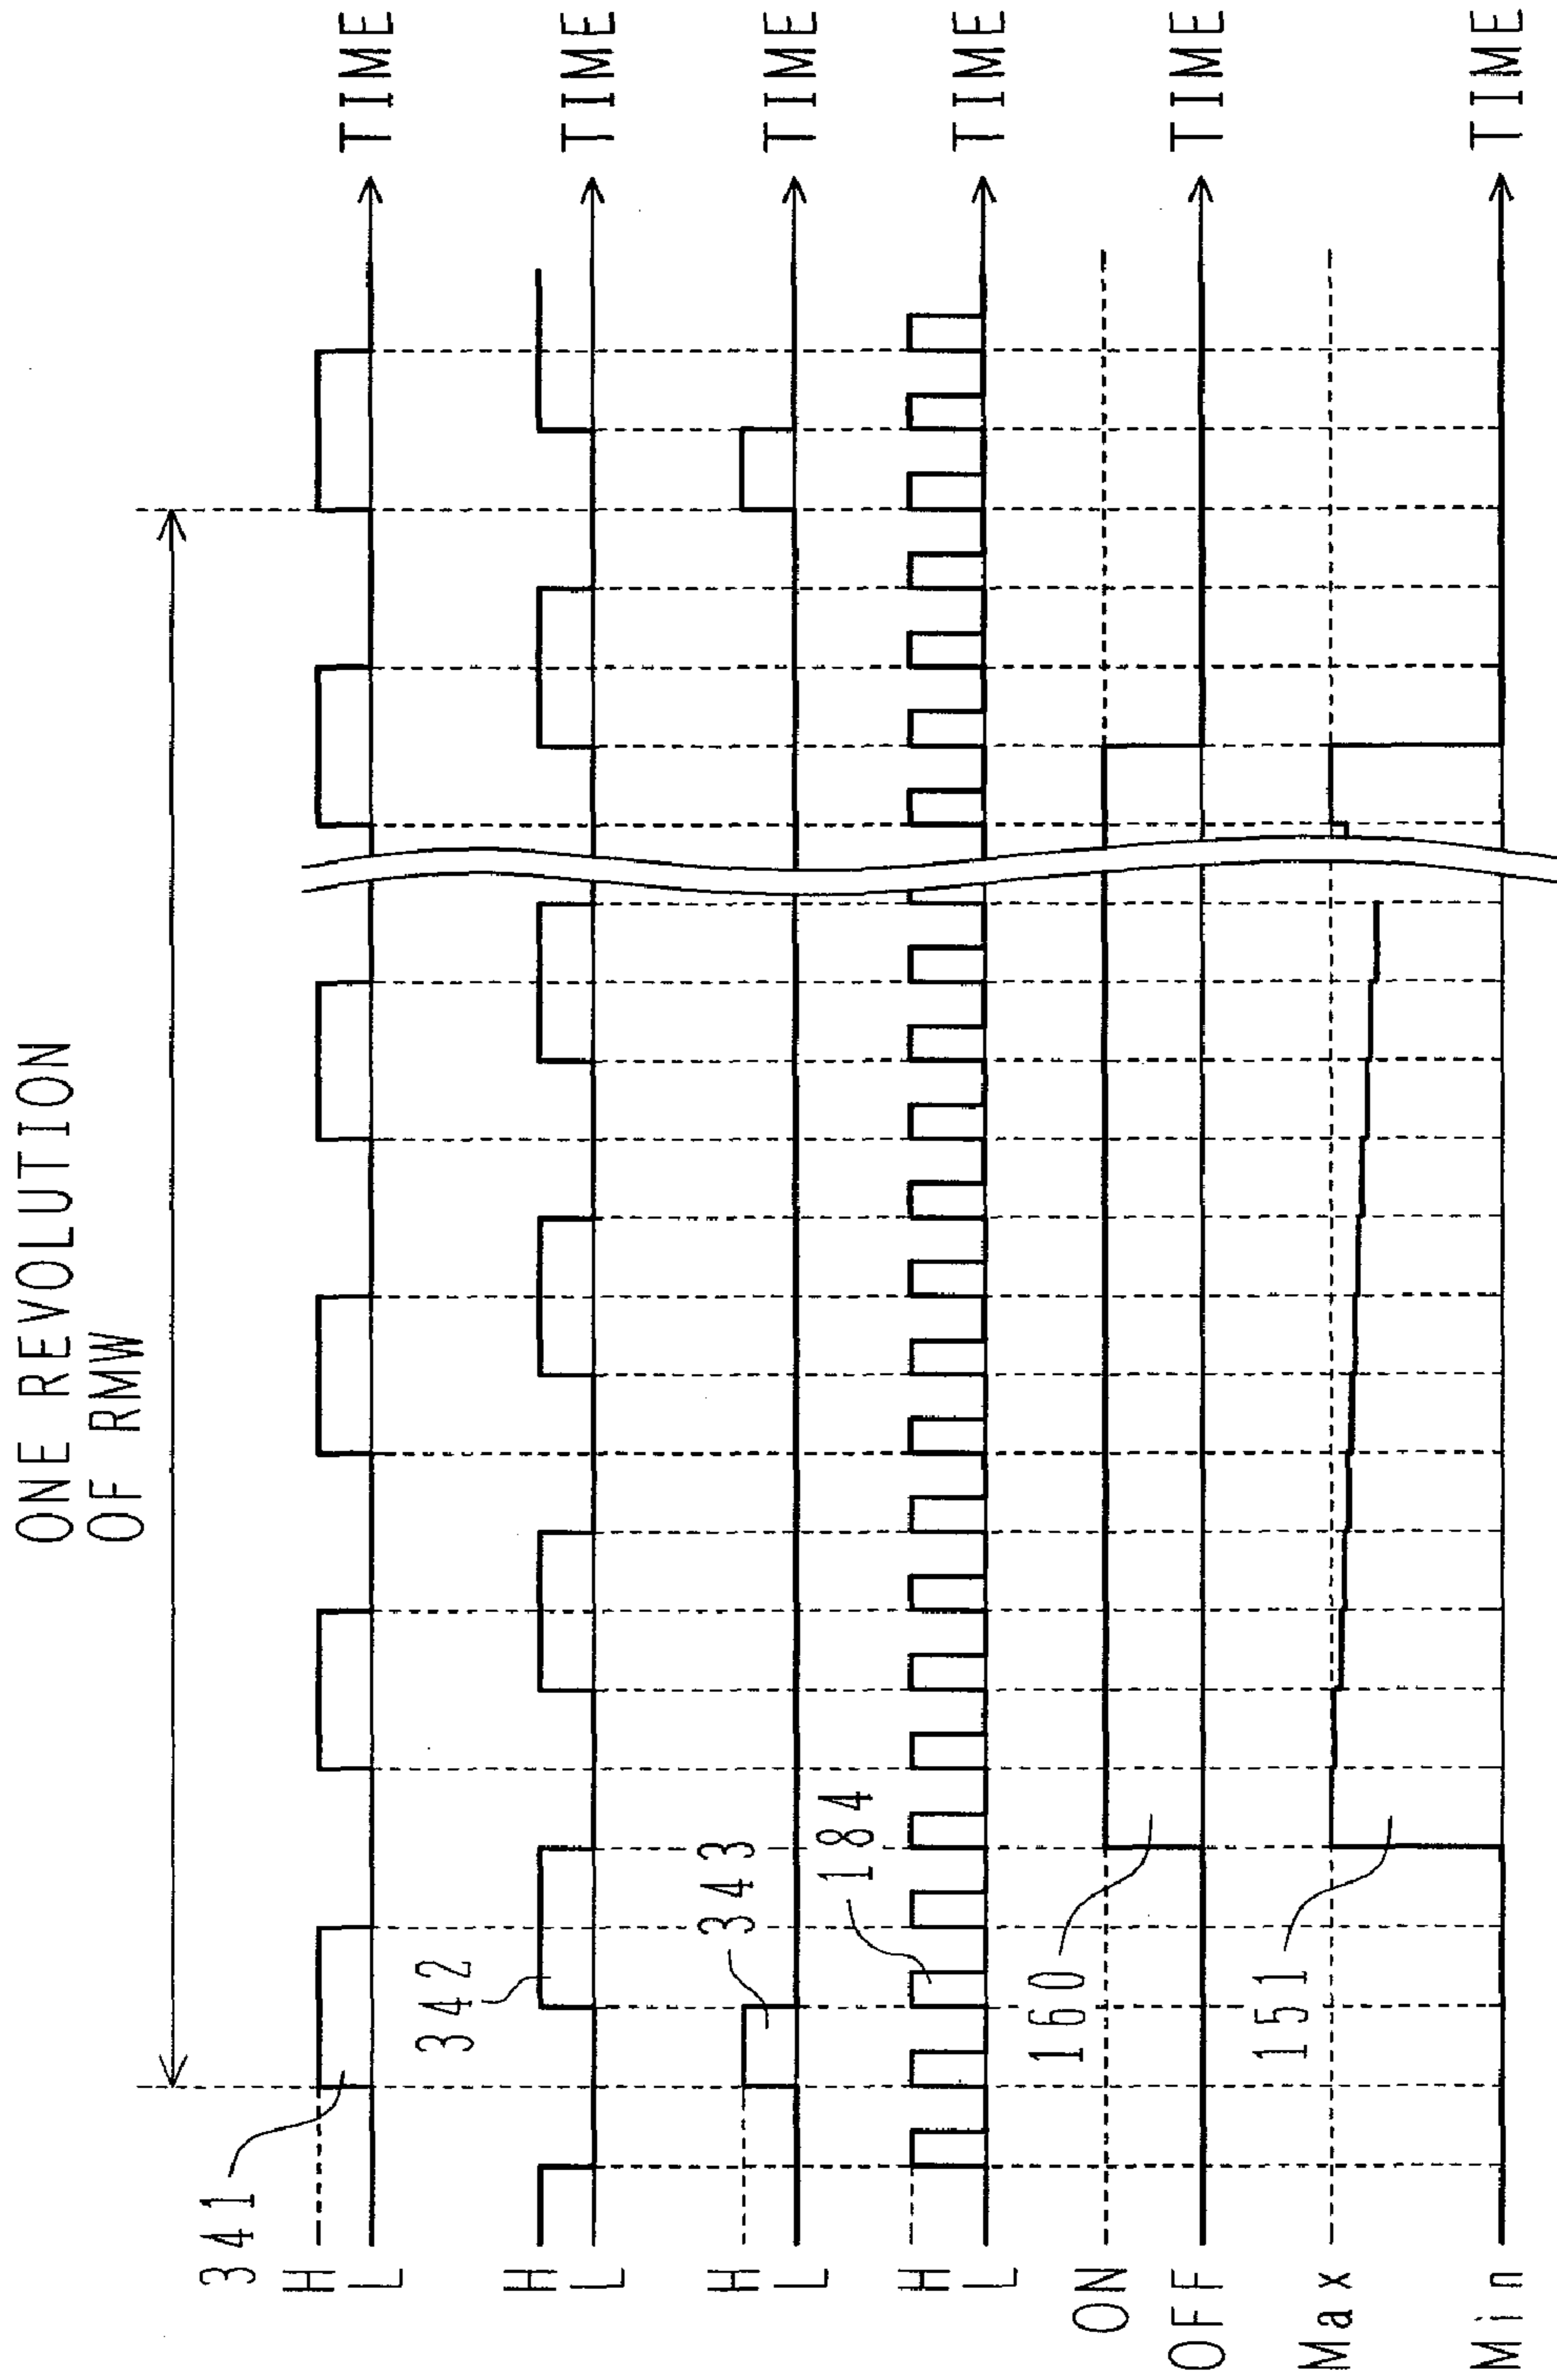 ONE REVOLUTION
OF RMW
341
H
L
TIME
342
H
L
TIME
343
H
L
TIME
184
H
L
TIME
160
ON
OFF
TIME
151
Max
Min
TIME